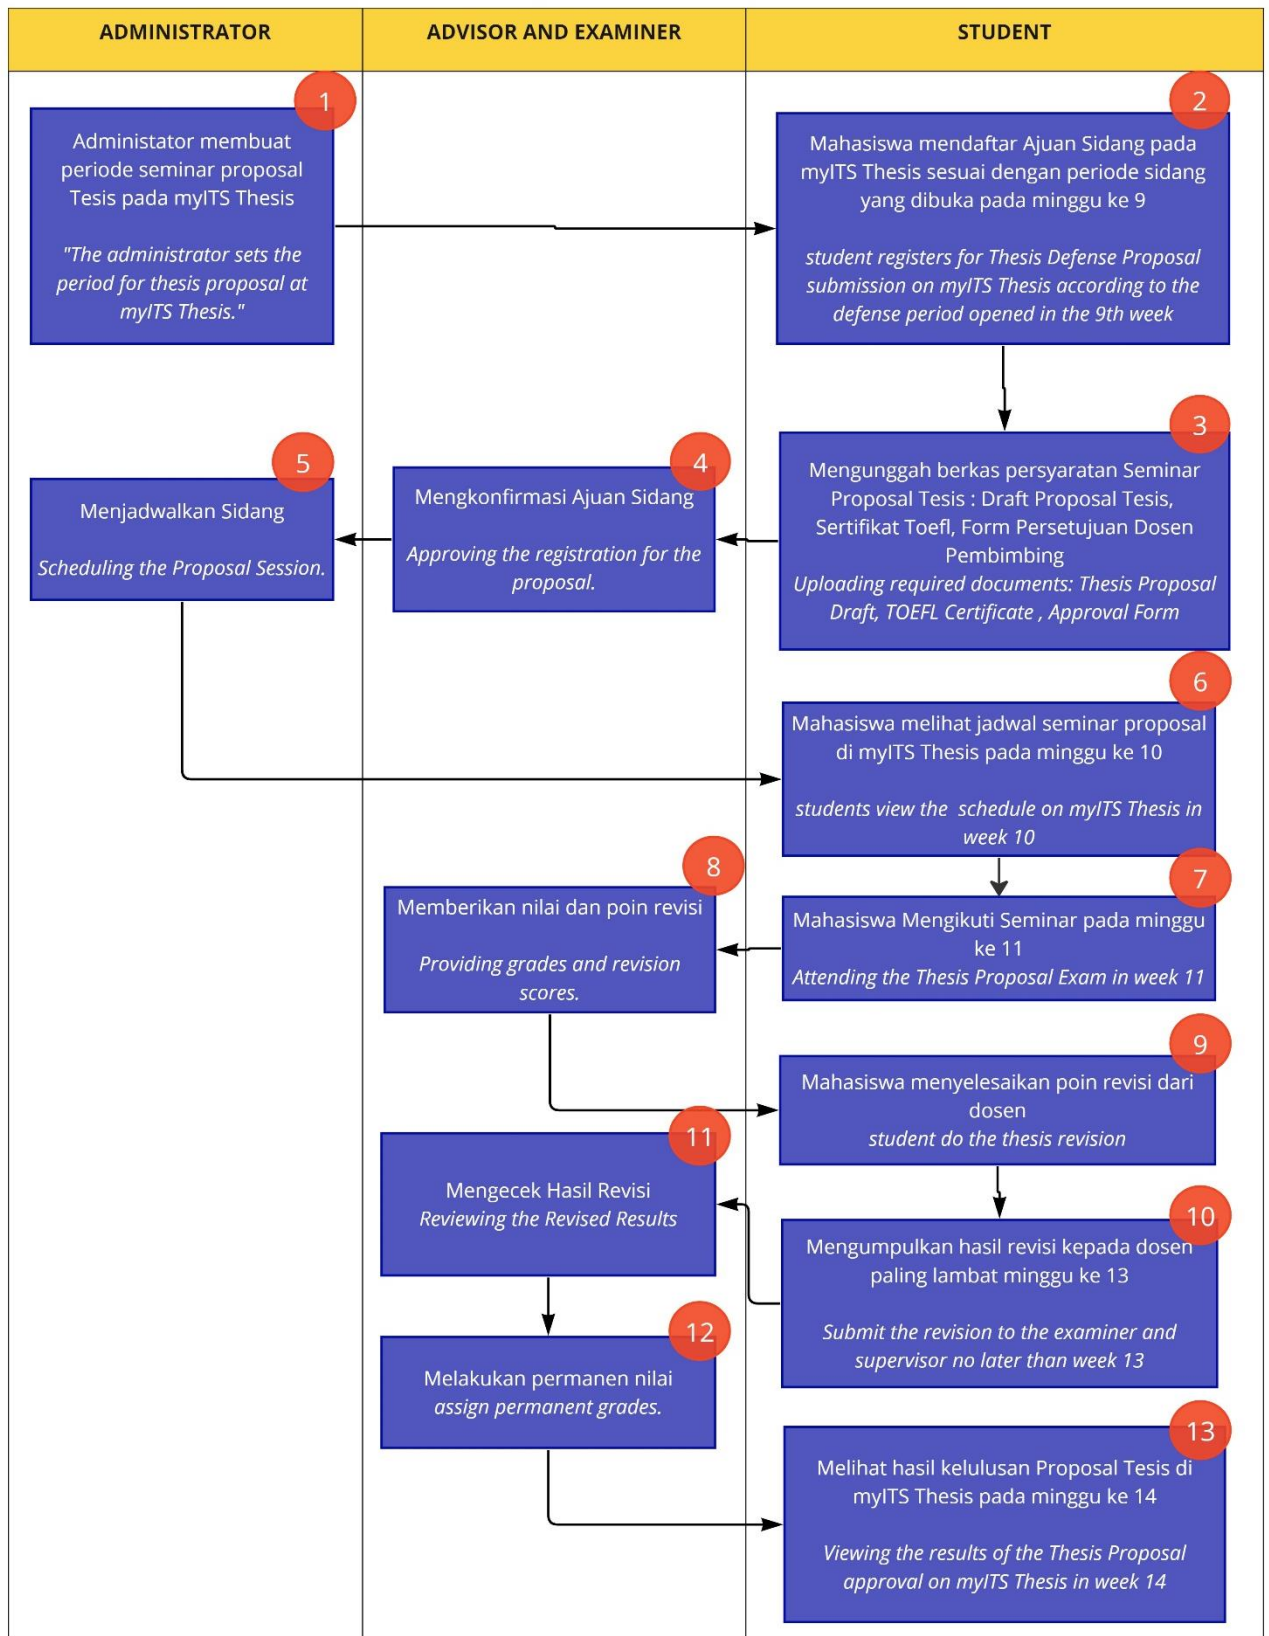 ADMINISTRATOR
ADVISOR AND EXAMINER
STUDENT
1
Administator membuat
periode seminar proposal
Tesis pada myITS Thesis
"The administrator sets the
period for thesis proposal at
myITS Thesis."
2
Mahasiswa mendaftar Ajuan Sidang pada
myITS Thesis sesuai dengan periode sidang
yang dibuka pada minggu ke 9
student registers for Thesis Defense Proposal
submission on myITS Thesis according to the
defense period opened in the 9th week
3
Mengunggah berkas persyaratan Seminar
Proposal Tesis : Draft Proposal Tesis,
Sertifikat Toefl, Form Persetujuan Dosen
Pembimbing
Uploading required documents: Thesis Proposal
Draft, TOEFL Certificate , Approval Form
4
Mengkonfirmasi Ajuan Sidang
Approving the registration for the
proposal.
5
Menjadwalkan Sidang
Scheduling the Proposal Session.
6
Mahasiswa melihat jadwal seminar proposal
di myITS Thesis pada minggu ke 10
students view the schedule on myITS Thesis in
week 10
7
Mahasiswa Mengikuti Seminar pada minggu
ke 11
Attending the Thesis Proposal Exam in week 11
8
Memberikan nilai dan poin revisi
Providing grades and revision
scores.
9
Mahasiswa menyelesaikan poin revisi dari
dosen
student do the thesis revision
10
Mengumpulkan hasil revisi kepada dosen
paling lambat minggu ke 13
Submit the revision to the examiner and
supervisor no later than week 13
11
Mengecek Hasil Revisi
Reviewing the Revised Results
12
Melakukan permanen nilai
assign permanent grades.
13
Melihat hasil kelulusan Proposal Tesis di
myITS Thesis pada minggu ke 14
Viewing the results of the Thesis Proposal
approval on myITS Thesis in week 14